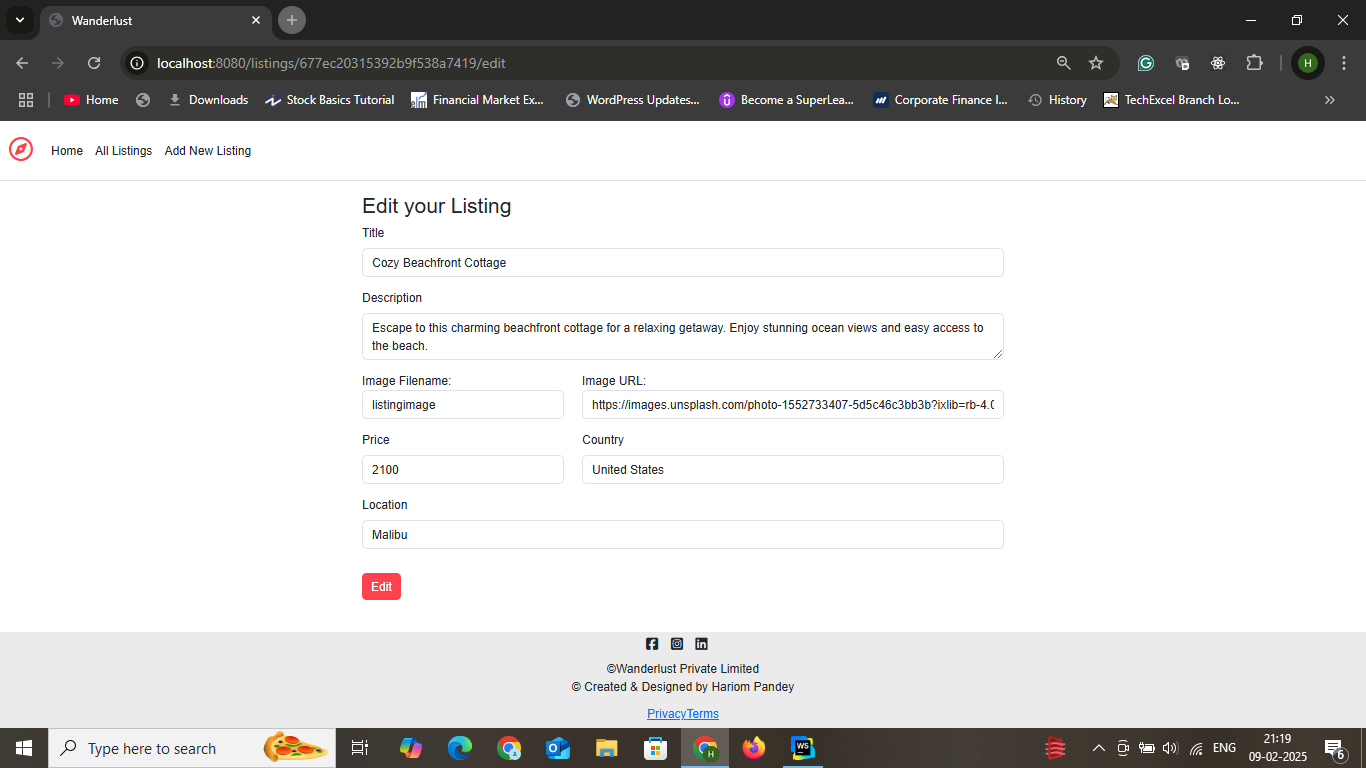 Wanderlust
localhost:8080/listings/677ec20315392b9f538a7419/edit
H
Home
Downloads
Stock Basics Tutorial
Financial Market Ex...
WordPress Updates...
Become a SuperLea...
Corporate Finance I...
History
TechExcel Branch Lo...
Home All Listings Add New Listing
Edit your Listing
Title
Cozy Beachfront Cottage
Description
Escape to this charming beachfront cottage for a relaxing getaway. Enjoy stunning ocean views and easy access to
the beach.
Image Filename: Image URL:
listingimage https://images.unsplash.com/photo-1552733407-5d5c46c3bb3b?ixlib=rb-4.0
Price Country
2100 United States
Location
Malibu
Edit
©Wanderlust Private Limited
© Created & Designed by Hariom Pandey
PrivacyTerms
Type here to search
WS
ENG
21:19
09-02-2025
6